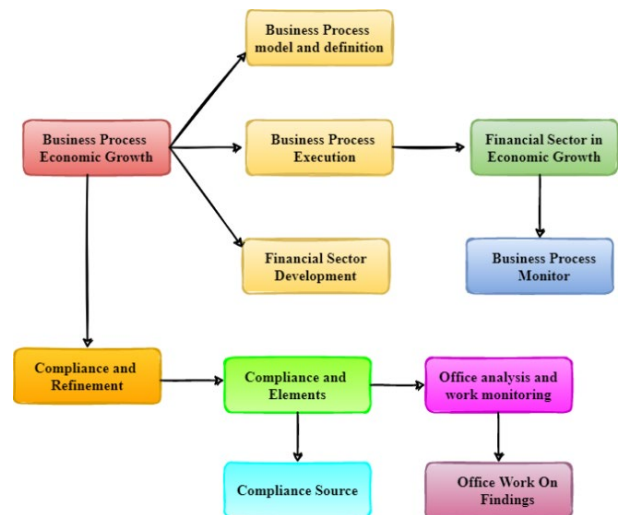 Business Process
model and definition
Business Process
Economic Growth
Business Process
Execution
Financial Sector in
Economic Growth
Financial Sector
Development
Business Process
Monitor
Compliance and
Refinement
Compliance and
Elements
Office analysis and
work monitoring
Compliance Source
Office Work On
Findings